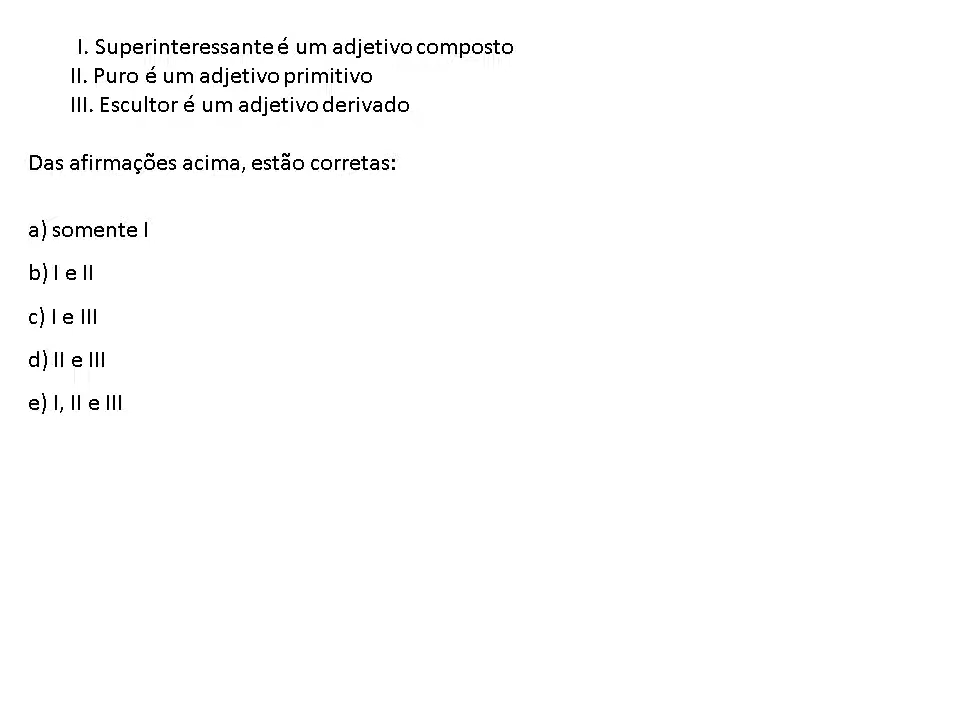 I. Superinteressante é um adjetivo composto
II. Puro é um adjetivo primitivo
III. Escultor é um adjetivo derivado
Das afirmações acima, estão corretas:
a) somente I
b) I e II
c) I e III
d) II e III
e) I, II e III